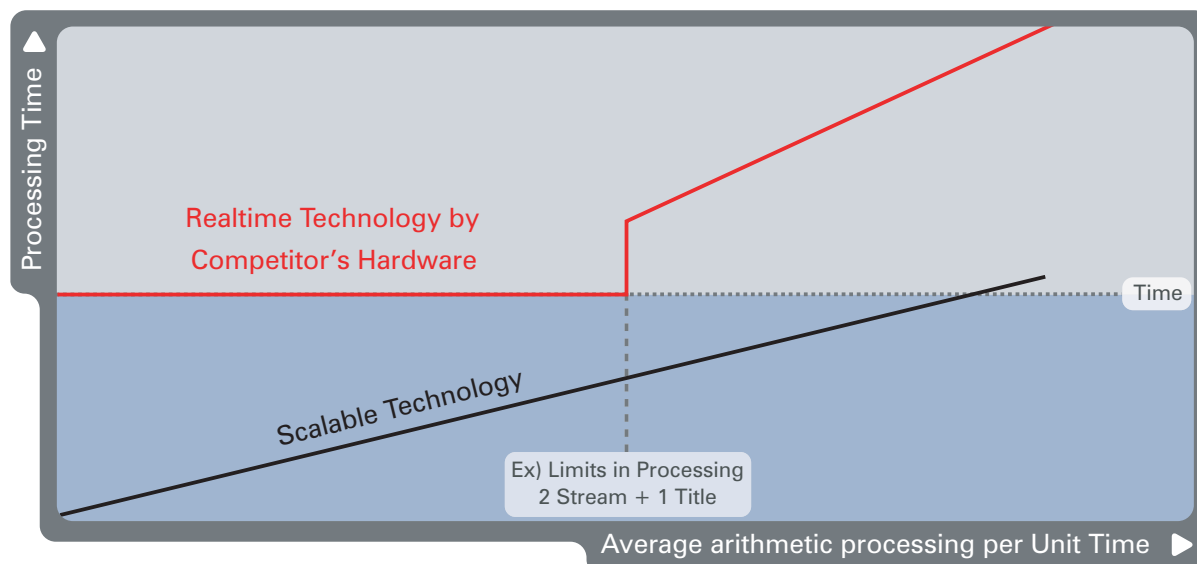 Processing Time
Realtime Technology by
Competitor's Hardware
Time
Scalable Technology
Ex) Limits in Processing
2 Stream + 1 Title
Average arithmetic processing per Unit Time